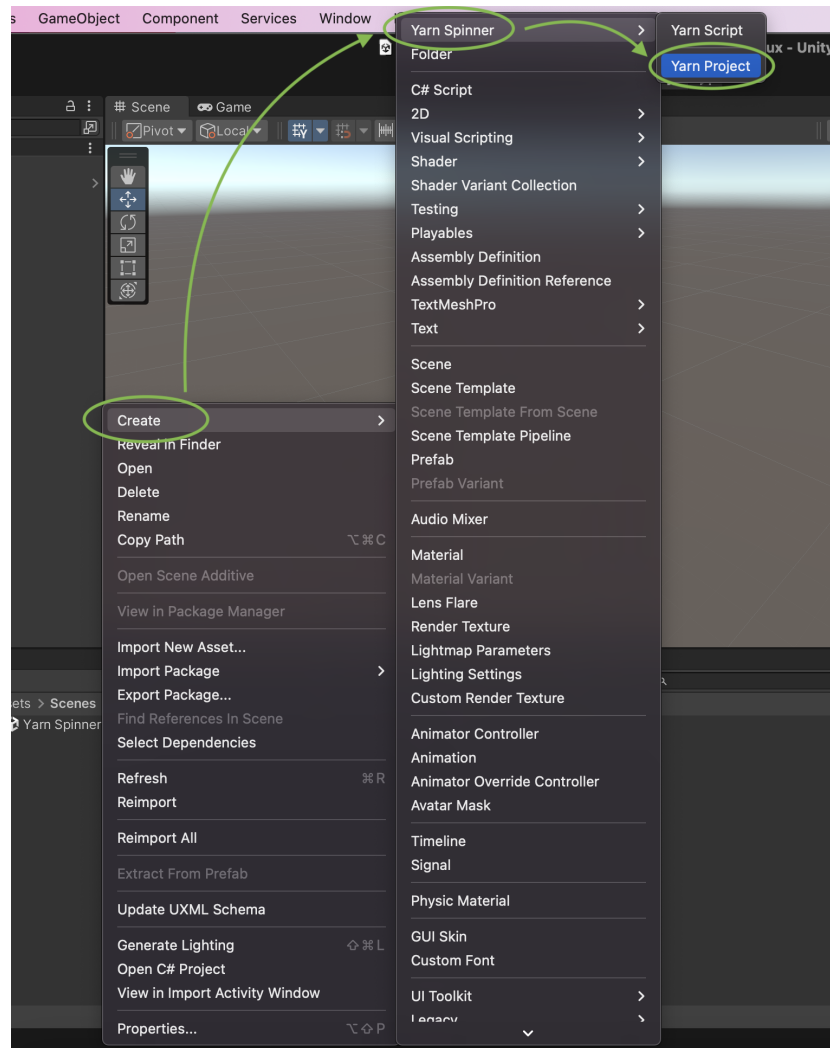 GameObject Component Services Window
ux - Unity
Scene Game
Pivot Local
ets > Scenes
Yarn Spinner
Create
Reveal in Finder
Open
Delete
Rename
Copy Path ⌥⌘C
Open Scene Additive
View in Package Manager
Import New Asset...
Import Package
Export Package...
Find References In Scene
Select Dependencies
Refresh ⌘R
Reimport
Reimport All
Extract From Prefab
Update UXML Schema
Generate Lighting ⇧⌘L
Open C# Project
View in Import Activity Window
Properties... ⌥⇧P
Yarn Spinner
Folder
C# Script
2D
Visual Scripting
Shader
Shader Variant Collection
Testing
Playables
Assembly Definition
Assembly Definition Reference
TextMeshPro
Text
Scene
Scene Template
Scene Template From Scene
Scene Template Pipeline
Prefab
Prefab Variant
Audio Mixer
Material
Material Variant
Lens Flare
Render Texture
Lightmap Parameters
Lighting Settings
Custom Render Texture
Animator Controller
Animation
Animator Override Controller
Avatar Mask
Timeline
Signal
Physic Material
GUI Skin
Custom Font
UI Toolkit
Legacy
Yarn Script
Yarn Project